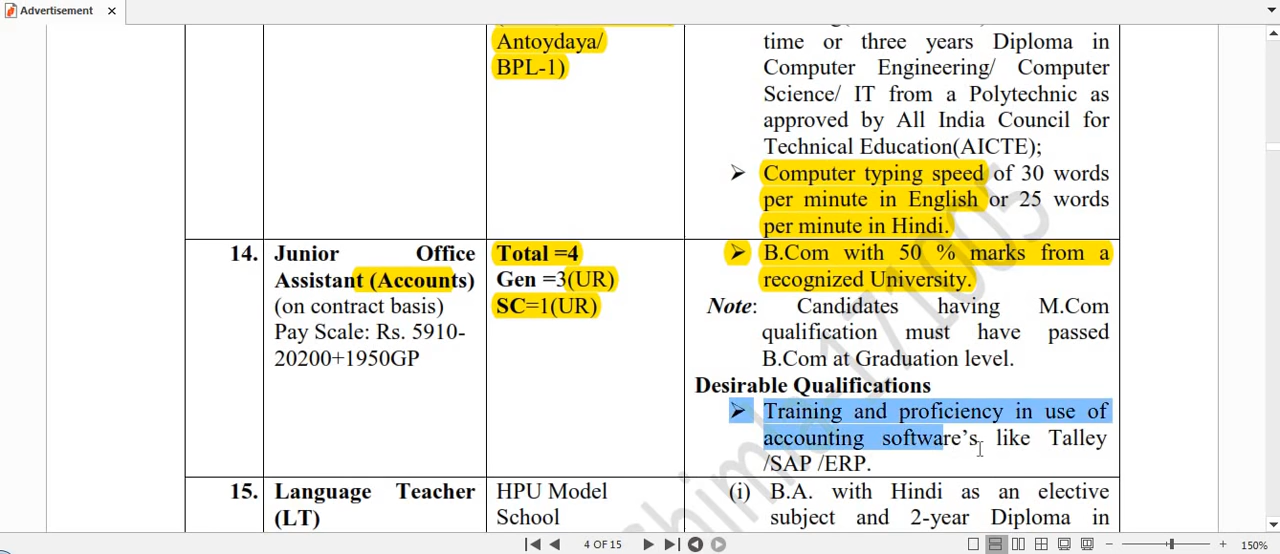 Advertisement
Antoydaya/
BPL-1)
time or three years Diploma in
Computer Engineering/ Computer
Science/ IT from a Polytechnic as
approved by All India Council for
Technical Education(AICTE);
➢ Computer typing speed of 30 words
per minute in English or 25 words
per minute in Hindi.
14.
Junior Office
Assistant (Accounts)
(on contract basis)
Pay Scale: Rs. 5910-
20200+1950GP
Total =4
Gen =3(UR)
SC=1(UR)
➢ B.Com with 50 % marks from a
recognized University.
Note: Candidates having M.Com
qualification must have passed
B.Com at Graduation level.
Desirable Qualifications
➢ Training and proficiency in use of
accounting software's like Talley
/SAP /ERP.
15.
Language Teacher
(LT)
HPU Model
School
(i) B.A. with Hindi as an elective
subject and 2-year Diploma in
4 OF 15
150%